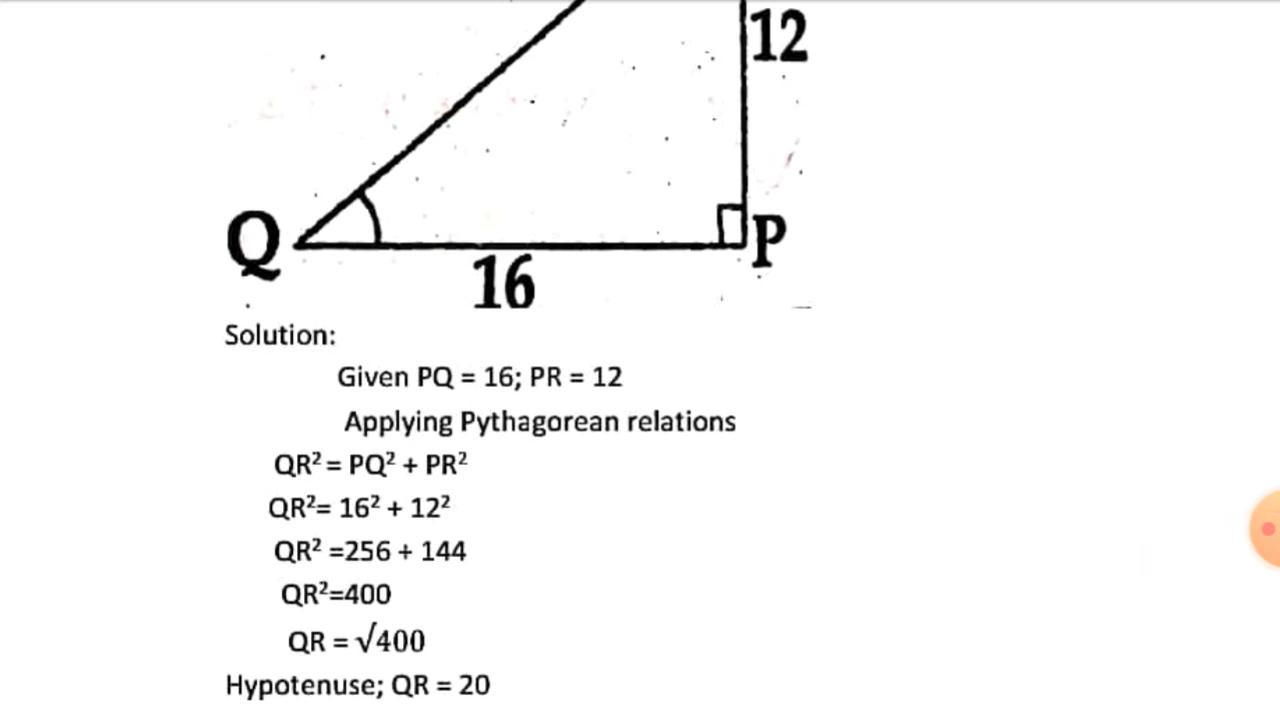 12
Q
P
16
Solution:
Given PQ = 16; PR = 12
Applying Pythagorean relations
QR² = PQ² + PR²
QR²= 16² + 12²
QR² =256 + 144
QR²=400
QR = √400
Hypotenuse; QR = 20